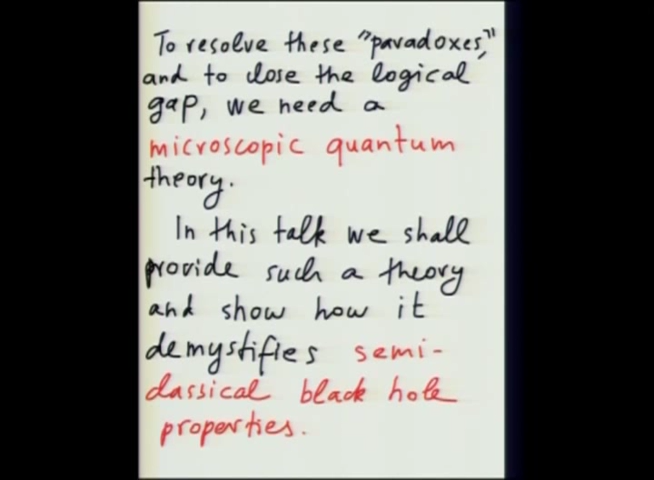 To resolve these "paradoxes,"
and to close the logical
gap, we need a
microscopic quantum
theory.
In this talk we shall
provide such a theory
and show how it
demystifies semi-
classical black hole
properties.